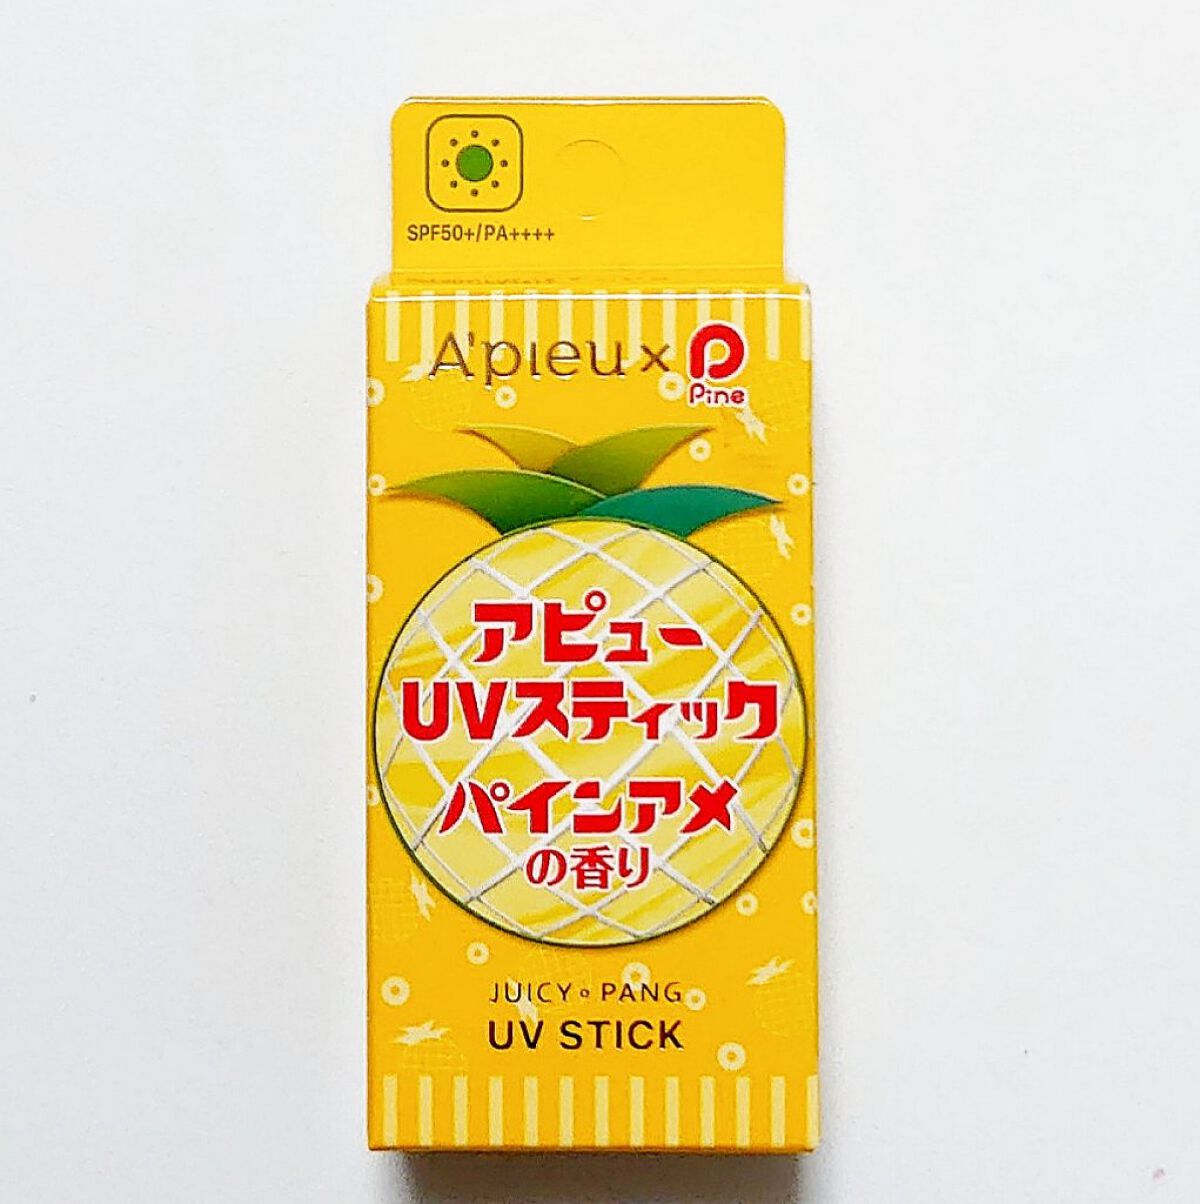 SPF50+/PA++++
A'pieu × P
Pine
アピュー
UVスティック
パインアメ
の香り
JUICY PANG
UV STICK